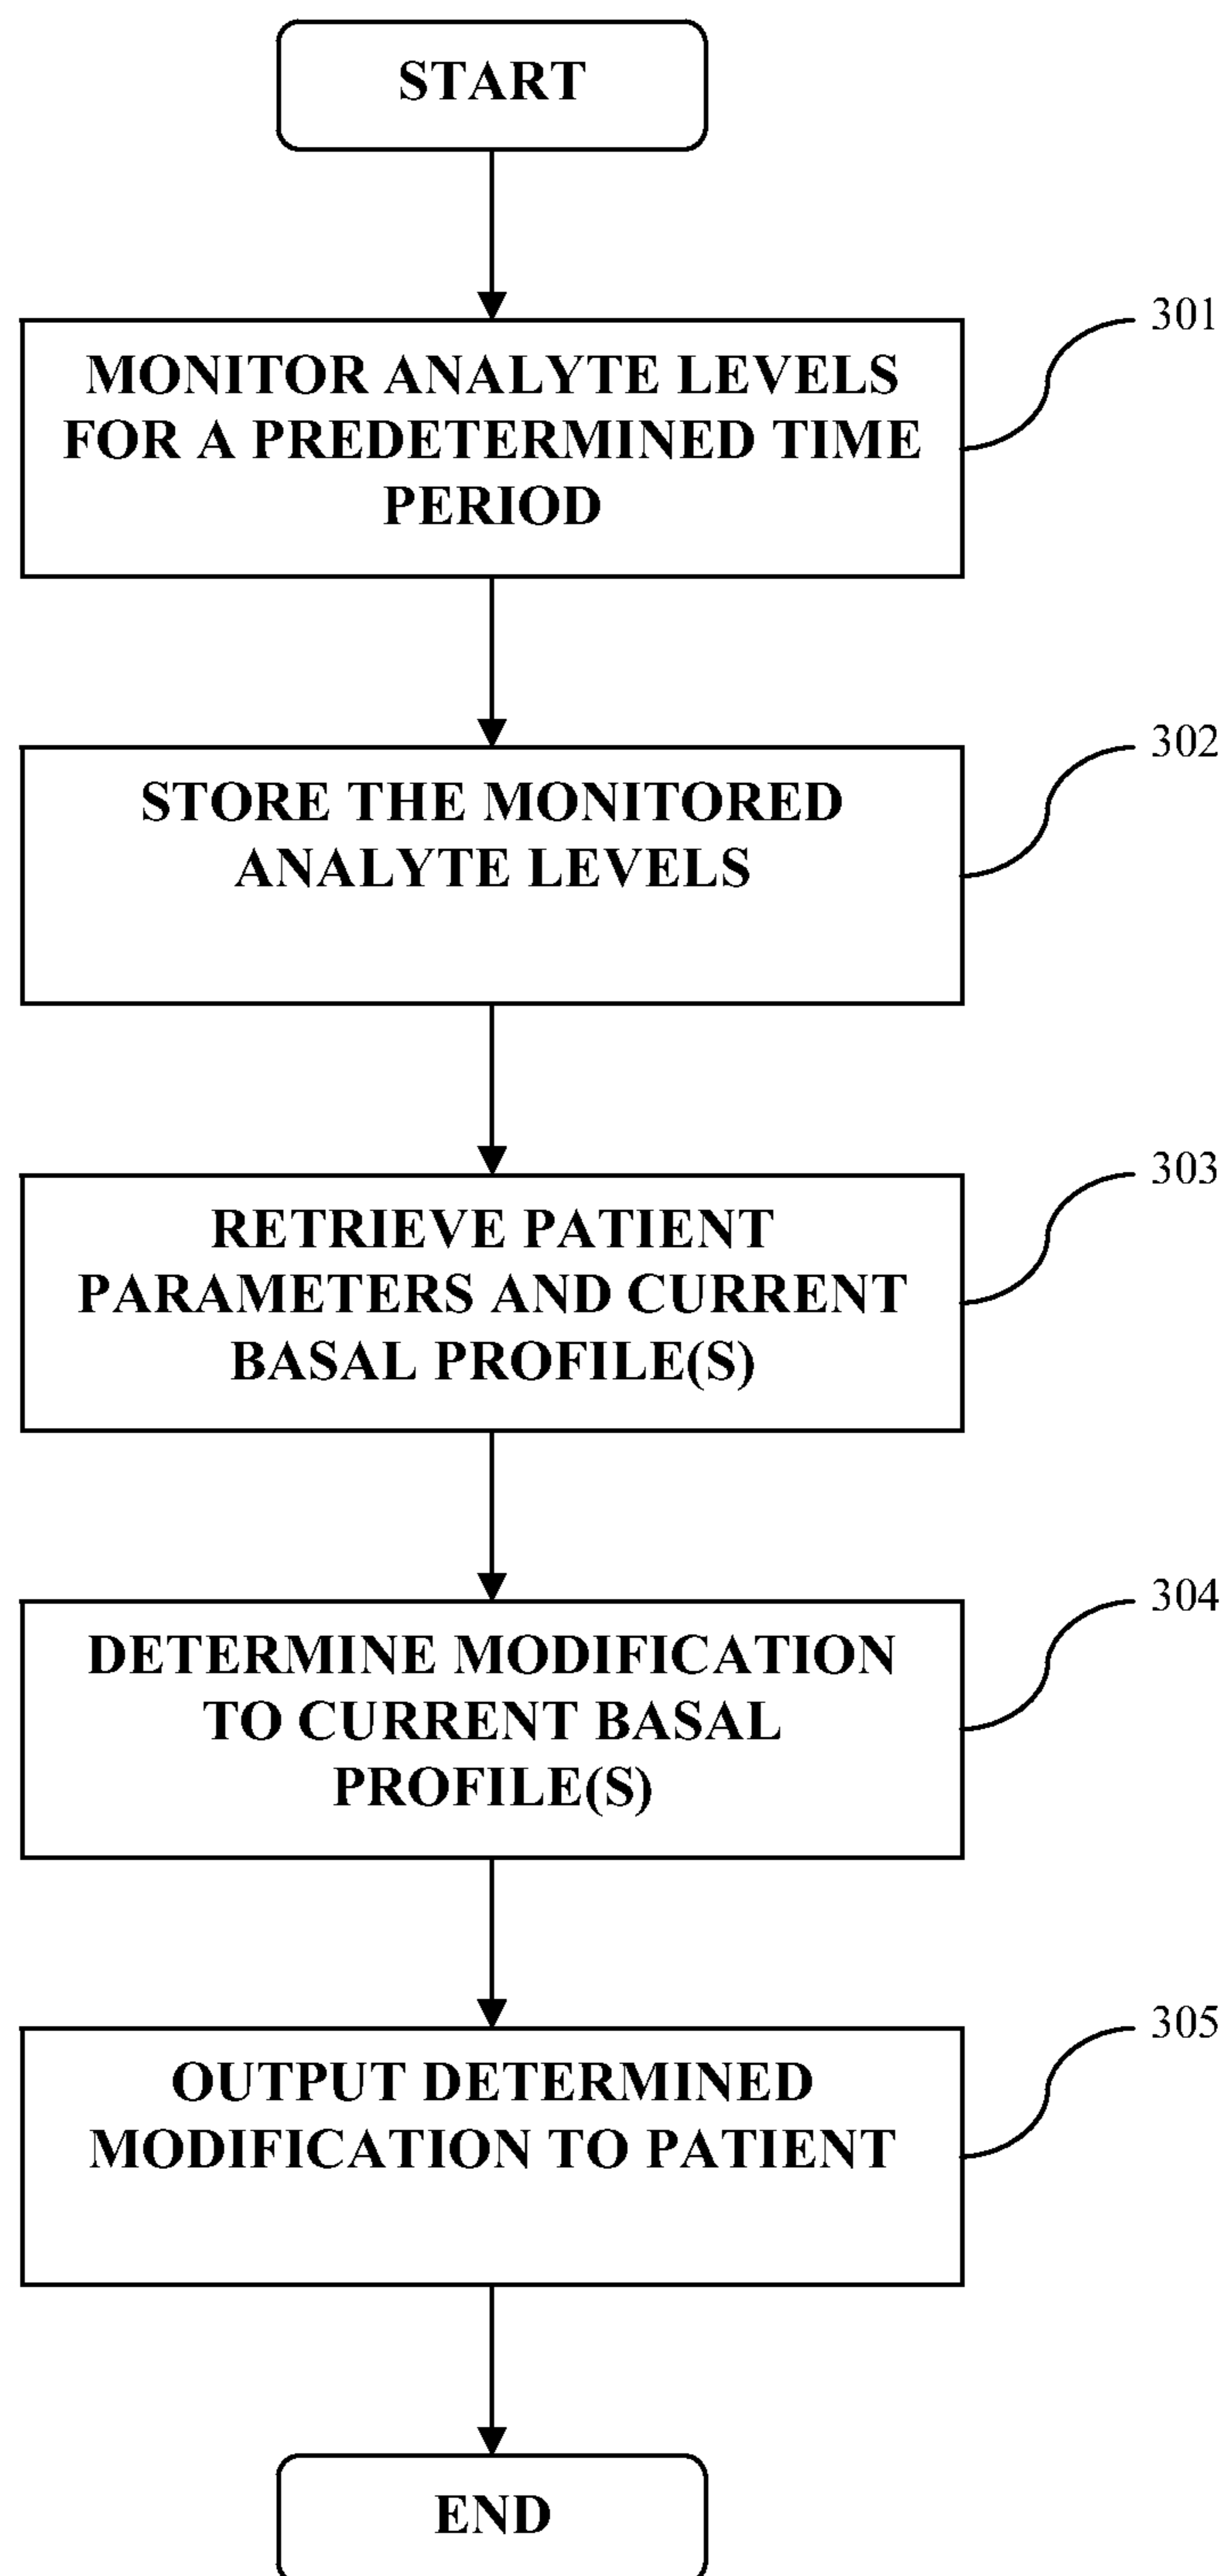 START
301
MONITOR ANALYTE LEVELS
FOR A PREDETERMINED TIME
PERIOD
302
STORE THE MONITORED
ANALYTE LEVELS
303
RETRIEVE PATIENT
PARAMETERS AND CURRENT
BASAL PROFILE(S)
304
DETERMINE MODIFICATION
TO CURRENT BASAL
PROFILE(S)
305
OUTPUT DETERMINED
MODIFICATION TO PATIENT
END